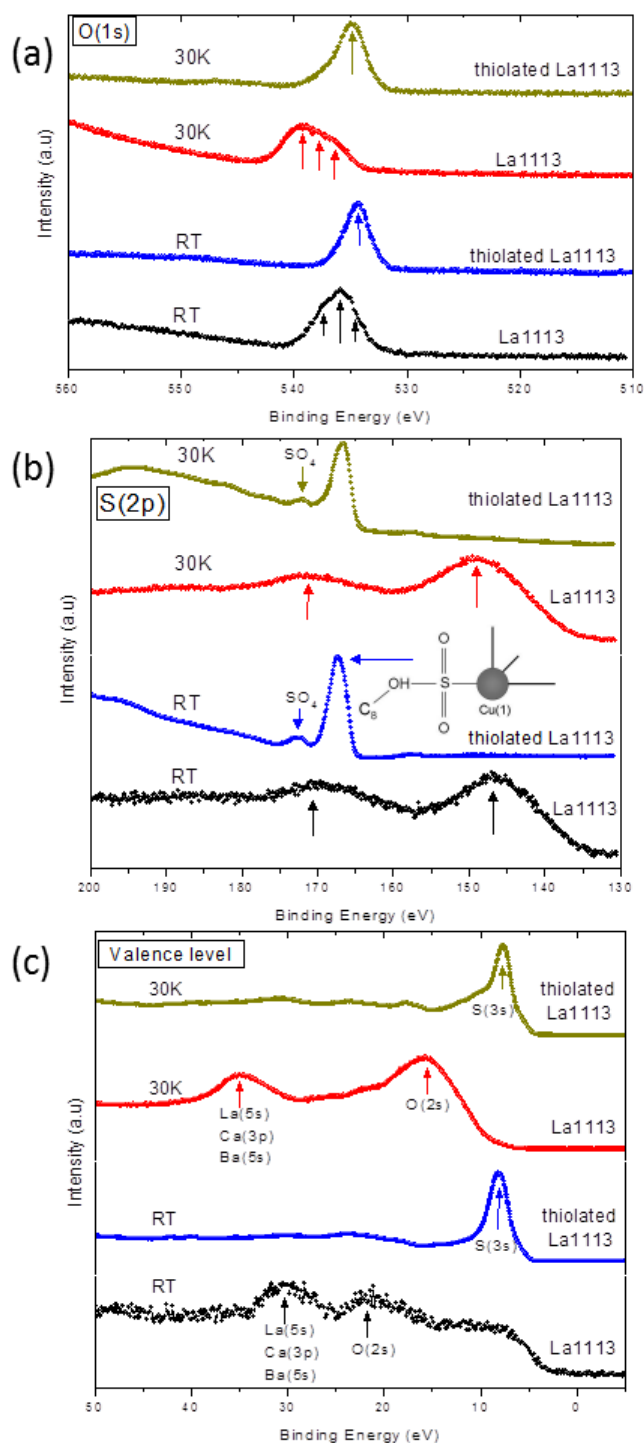 (a)
O(1s)
30K
thiolated La1113
30K
La1113
RT
thiolated La1113
RT
La1113
Intensity (a.u)
560 550 540 530 520 510
Binding Energy (eV)
(b)
S(2p)
30K
SO4
thiolated La1113
30K
La1113
RT
SO4
O
OH
S
C8
O
Cu(1)
thiolated La1113
RT
La1113
Intensity (a.u)
200 190 180 170 160 150 140 130
Binding Energy (eV)
(c)
Valence level
30K
S(3s)
thiolated
La1113
30K
La(5s)
Ca(3p)
Ba(5s)
O(2s)
La1113
RT
S(3s)
thiolated
La1113
RT
La(5s)
Ca(3p)
Ba(5s)
O(2s)
La1113
Intensity (a.u)
50 40 30 20 10 0
Binding Energy (eV)